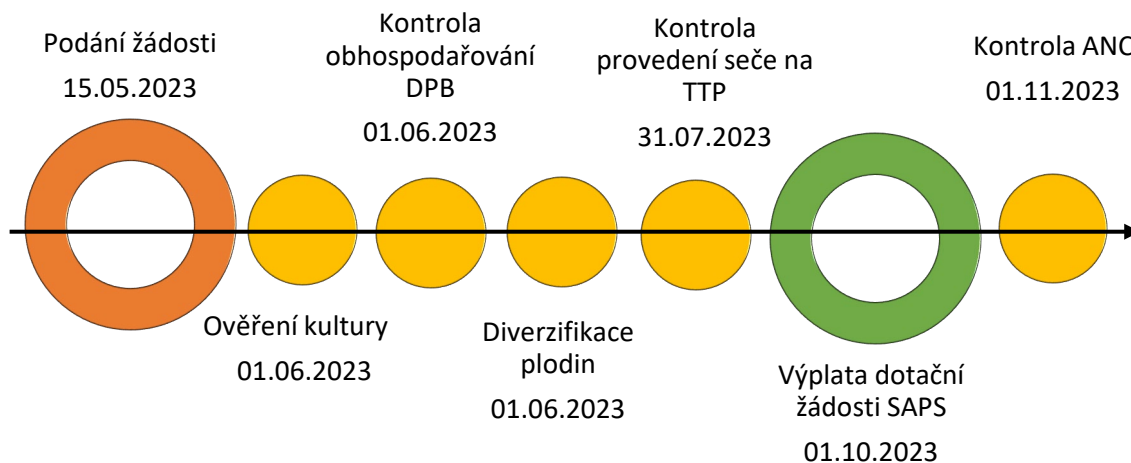 Podání žádosti
15.05.2023
Ověření kultury
01.06.2023
Kontrola
obhospodařování
DPB
01.06.2023
Diverzifikace
plodin
01.06.2023
Kontrola
provedení seče na
TTP
31.07.2023
Výplata dotační
žádosti SAPS
01.10.2023
Kontrola ANC
01.11.2023